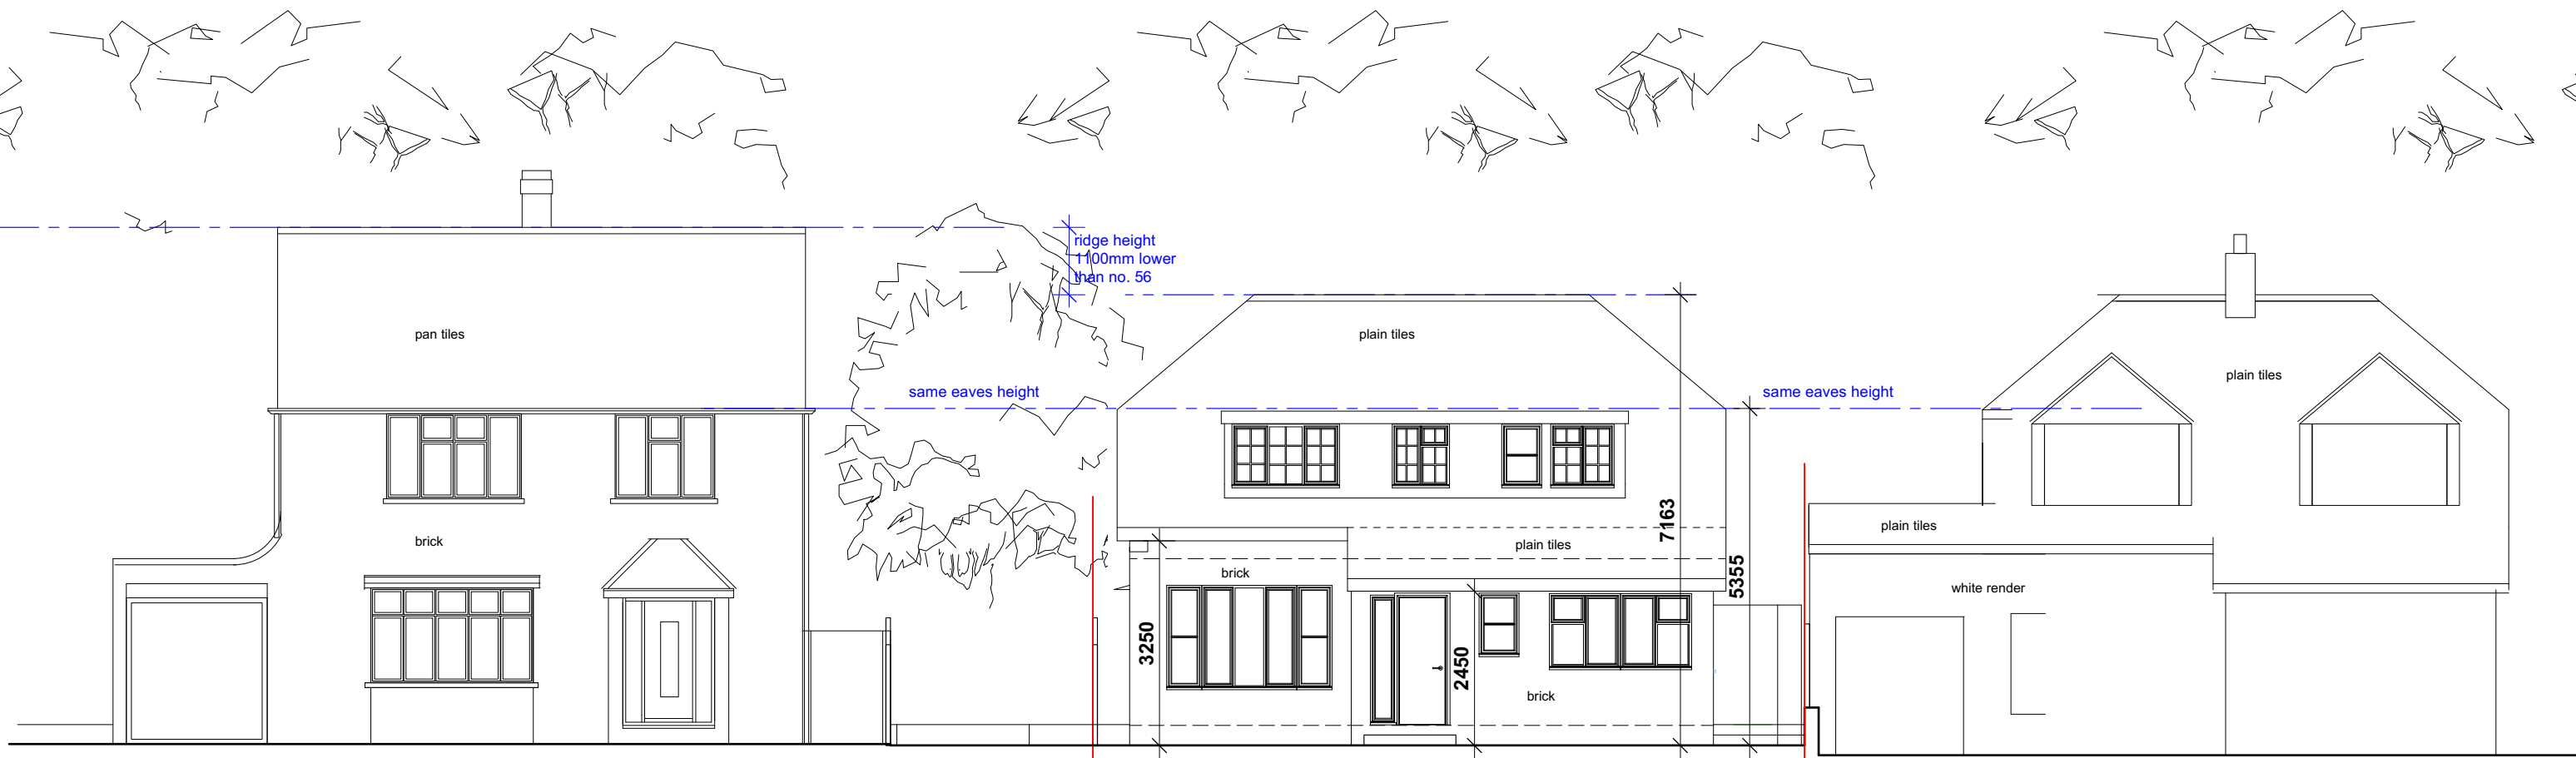 ridge height
1100mm lower
than no. 56
pan tiles
plain tiles
plain tiles
same eaves height
same eaves height
7163
plain tiles
plain tiles
brick
brick
5355
white render
3250
2450
brick